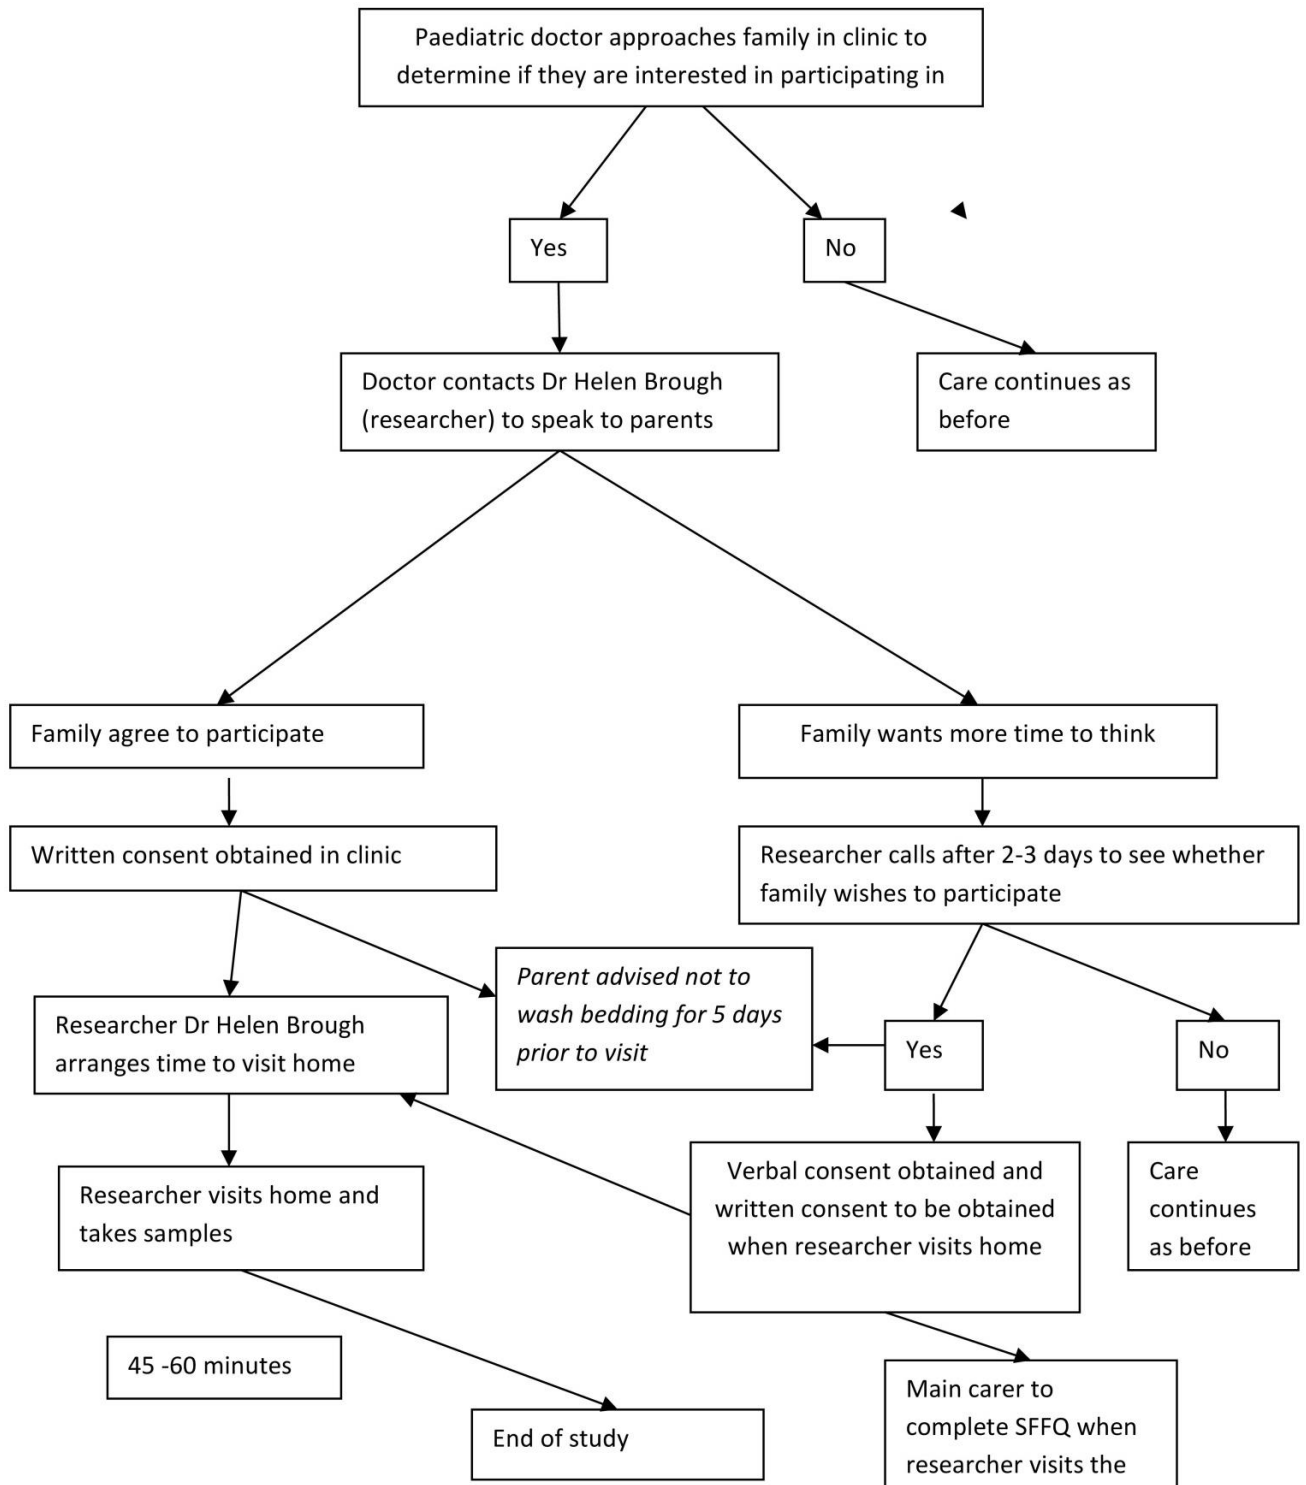 Paediatric doctor approaches family in clinic to
determine if they are interested in participating in
Yes
No
Doctor contacts Dr Helen Brough
(researcher) to speak to parents
Care continues as
before
Family agree to participate
Family wants more time to think
Written consent obtained in clinic
Researcher calls after 2-3 days to see whether
family wishes to participate
Parent advised not to
wash bedding for 5 days
prior to visit
Researcher Dr Helen Brough
arranges time to visit home
Yes
No
Researcher visits home and
takes samples
Verbal consent obtained and
written consent to be obtained
when researcher visits home
Care
continues
as before
45 -60 minutes
End of study
Main carer to
complete SFFQ when
researcher visits the